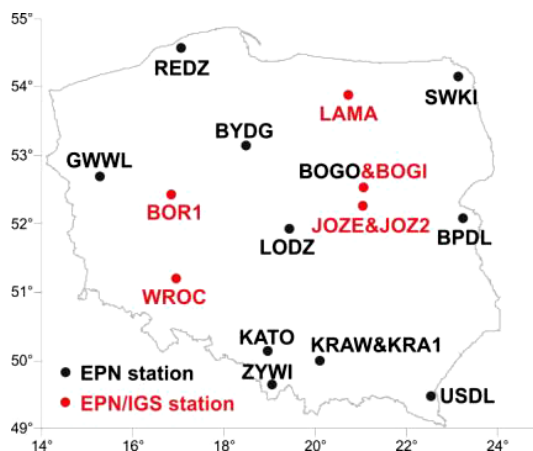 55°
REDZ
54°
SWKI
LAMA
BYDG
53°
GWWL
BOGO&BOGI
BOR1
52°
JOZE&JOZ2
BPDL
LODZ
WROC
51°
KATO
KRAW&KRA1
50°
EPN station
ZYWI
EPN/IGS station
USDL
49°
14° 16° 18° 20° 22° 24°